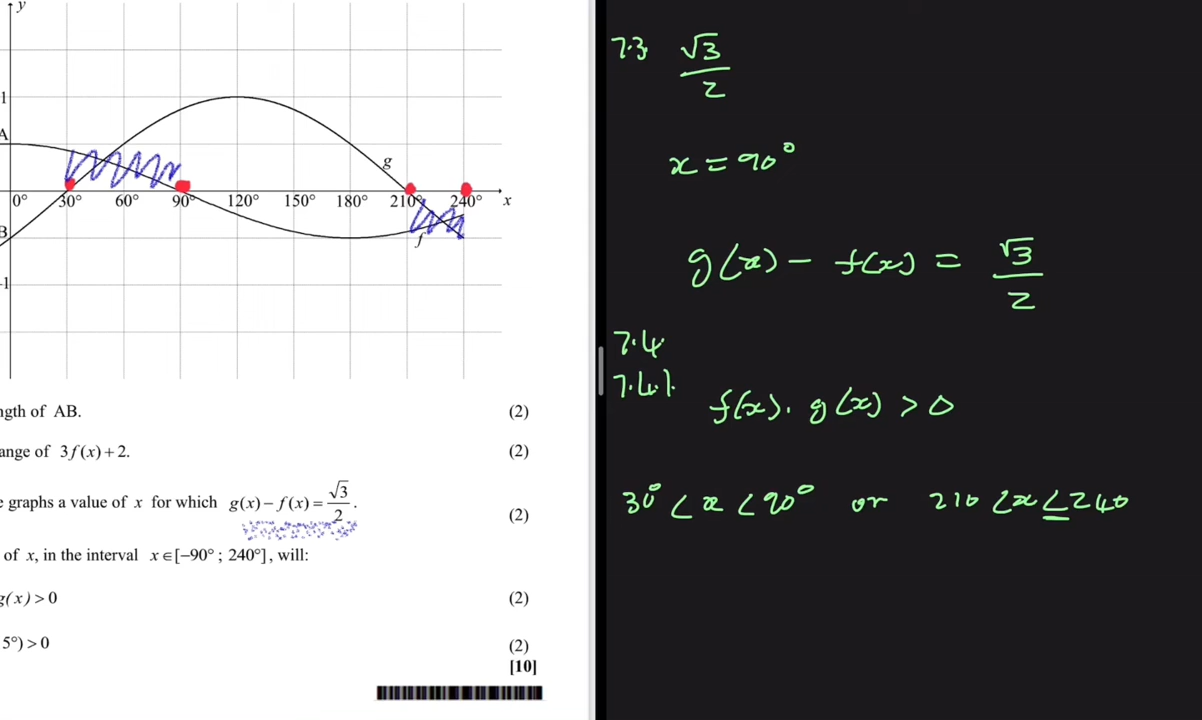 y
1
A
g
0° 30° 60° 90° 120° 150° 180° 210° 240° x
B
f
-1
ngth of AB. (2)
ange of 3f(x)+2. (2)
e graphs a value of x for which g(x)−f(x)=√3/2. (2)
of x, in the interval x∈[−90° ; 240°], will:
g(x) > 0 (2)
5°) > 0 (2)
[10]
7.3 √3/2
x = 90°
g(x) − f(x) = √3/2
7.4
7.4.1.
f(x). g(x) > 0
30° < x < 90° or 210 < x ≤ 240